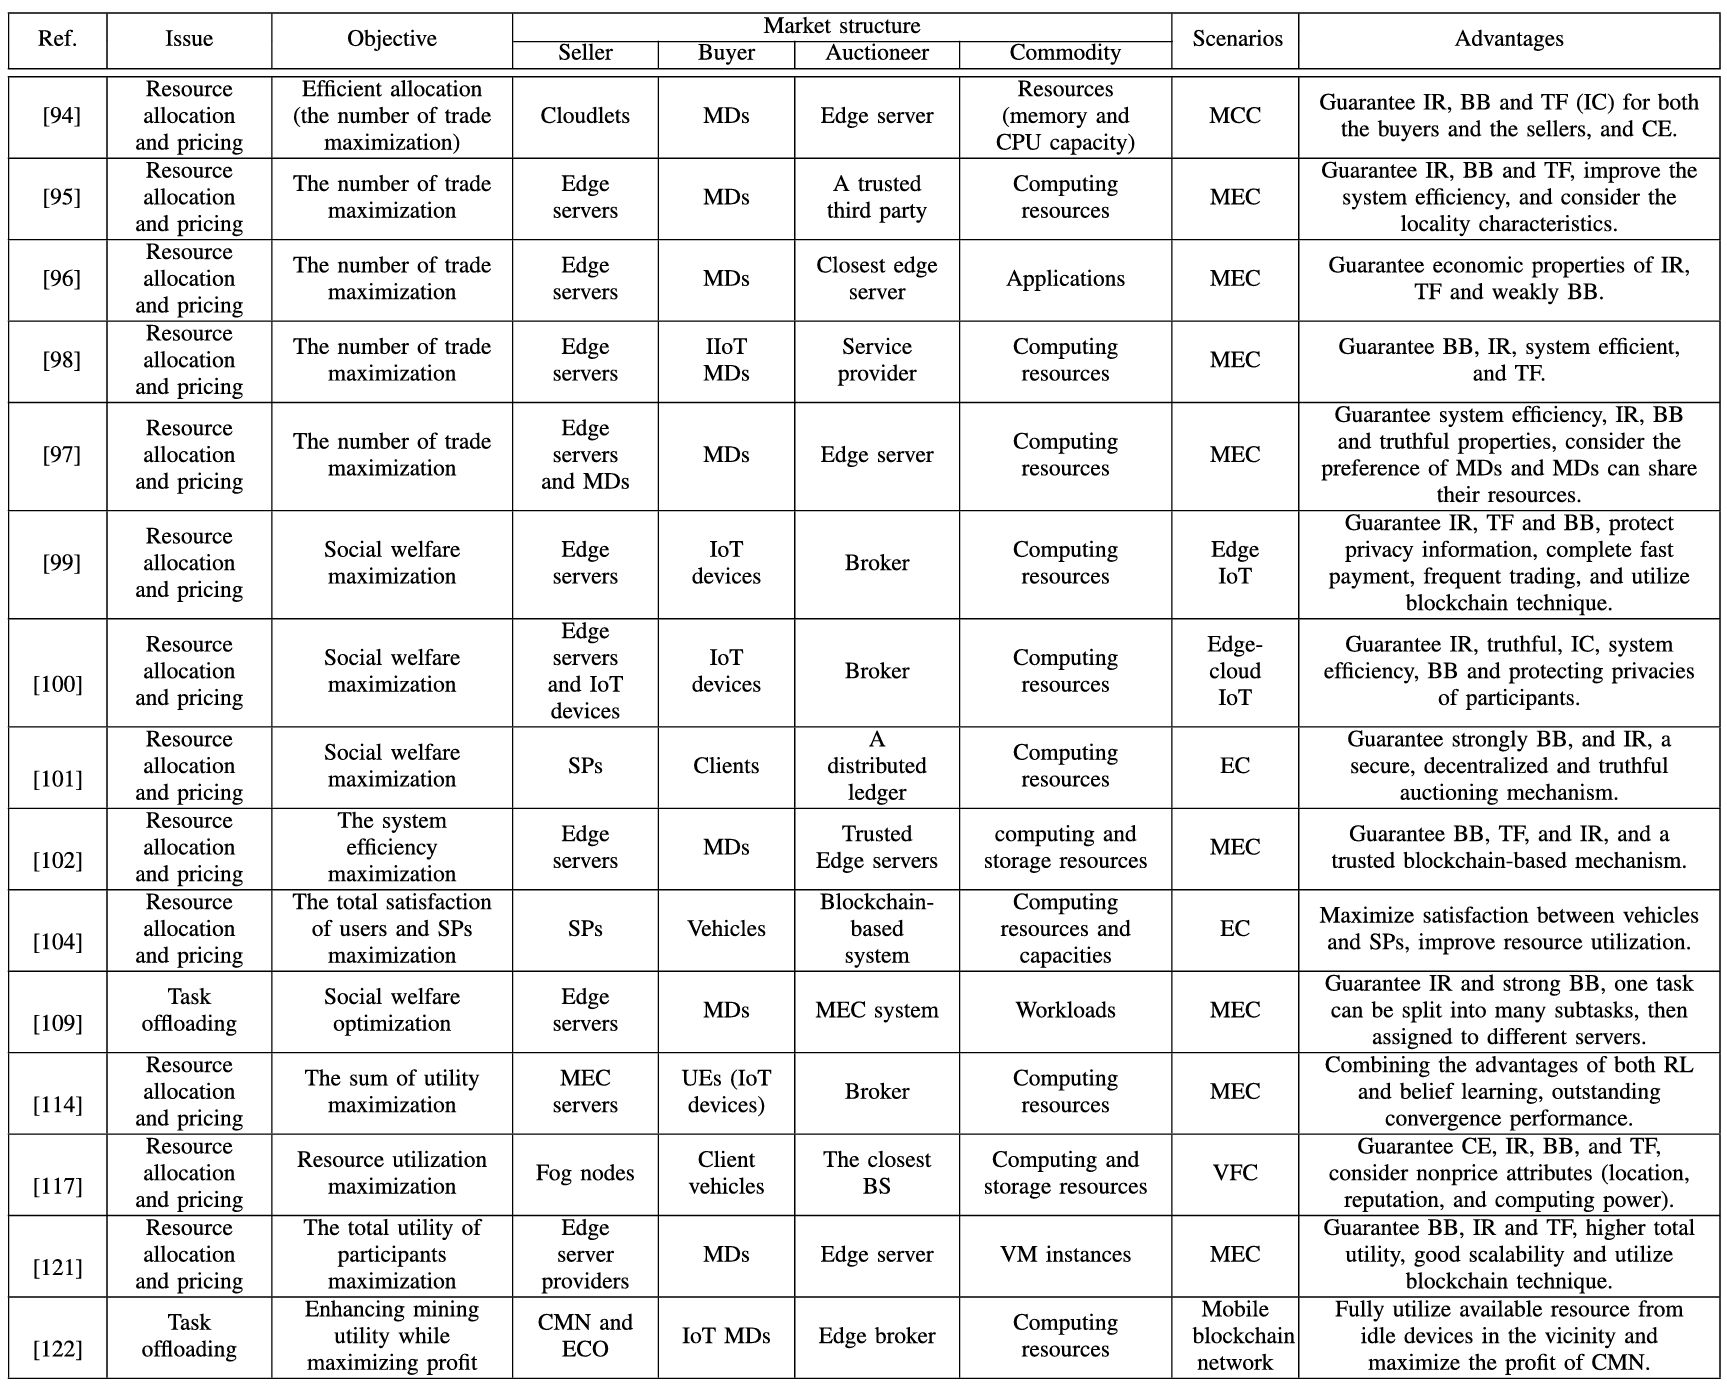 Ref. Issue Objective Market structure Scenarios Advantages
Seller Buyer Auctioneer Commodity
[94]
Resource
allocation
and pricing
Efficient allocation
(the number of trade
maximization)
Cloudlets
MDs
Edge server
Resources
(memory and
CPU capacity)
MCC
Guarantee IR, BB and TF (IC) for both
the buyers and the sellers, and CE.
[95]
Resource
allocation
and pricing
The number of trade
maximization
Edge
servers
MDs
A trusted
third party
Computing
resources
MEC
Guarantee IR, BB and TF, improve the
system efficiency, and consider the
locality characteristics.
[96]
Resource
allocation
and pricing
The number of trade
maximization
Edge
servers
MDs
Closest edge
server
Applications
MEC
Guarantee economic properties of IR,
TF and weakly BB.
[98]
Resource
allocation
and pricing
The number of trade
maximization
Edge
servers
IIoT
MDs
Service
provider
Computing
resources
MEC
Guarantee BB, IR, system efficient,
and TF.
[97]
Resource
allocation
and pricing
The number of trade
maximization
Edge
servers
and MDs
MDs
Edge server
Computing
resources
MEC
Guarantee system efficiency, IR, BB
and truthful properties, consider the
preference of MDs and MDs can share
their resources.
[99]
Resource
allocation
and pricing
Social welfare
maximization
Edge
servers
IoT
devices
Broker
Computing
resources
Edge
IoT
Guarantee IR, TF and BB, protect
privacy information, complete fast
payment, frequent trading, and utilize
blockchain technique.
[100]
Resource
allocation
and pricing
Social welfare
maximization
Edge
servers
and IoT
devices
IoT
devices
Broker
Computing
resources
Edge-
cloud
IoT
Guarantee IR, truthful, IC, system
efficiency, BB and protecting privacies
of participants.
[101]
Resource
allocation
and pricing
Social welfare
maximization
SPs
Clients
A
distributed
ledger
Computing
resources
EC
Guarantee strongly BB, and IR, a
secure, decentralized and truthful
auctioning mechanism.
[102]
Resource
allocation
and pricing
The system
efficiency
maximization
Edge
servers
MDs
Trusted
Edge servers
computing and
storage resources
MEC
Guarantee BB, TF, and IR, and a
trusted blockchain-based mechanism.
[104]
Resource
allocation
and pricing
The total satisfaction
of users and SPs
maximization
SPs
Vehicles
Blockchain-
based
system
Computing
resources and
capacities
EC
Maximize satisfaction between vehicles
and SPs, improve resource utilization.
[109]
Task
offloading
Social welfare
optimization
Edge
servers
MDs
MEC system
Workloads
MEC
Guarantee IR and strong BB, one task
can be split into many subtasks, then
assigned to different servers.
[114]
Resource
allocation
and pricing
The sum of utility
maximization
MEC
servers
UEs (IoT
devices)
Broker
Computing
resources
MEC
Combining the advantages of both RL
and belief learning, outstanding
convergence performance.
[117]
Resource
allocation
and pricing
Resource utilization
maximization
Fog nodes
Client
vehicles
The closest
BS
Computing and
storage resources
VFC
Guarantee CE, IR, BB, and TF,
consider nonprice attributes (location,
reputation, and computing power).
[121]
Resource
allocation
and pricing
The total utility of
participants
maximization
Edge
server
providers
MDs
Edge server
VM instances
MEC
Guarantee BB, IR and TF, higher total
utility, good scalability and utilize
blockchain technique.
[122]
Task
offloading
Enhancing mining
utility while
maximizing profit
CMN and
ECO
IoT MDs
Edge broker
Computing
resources
Mobile
blockchain
network
Fully utilize available resource from
idle devices in the vicinity and
maximize the profit of CMN.